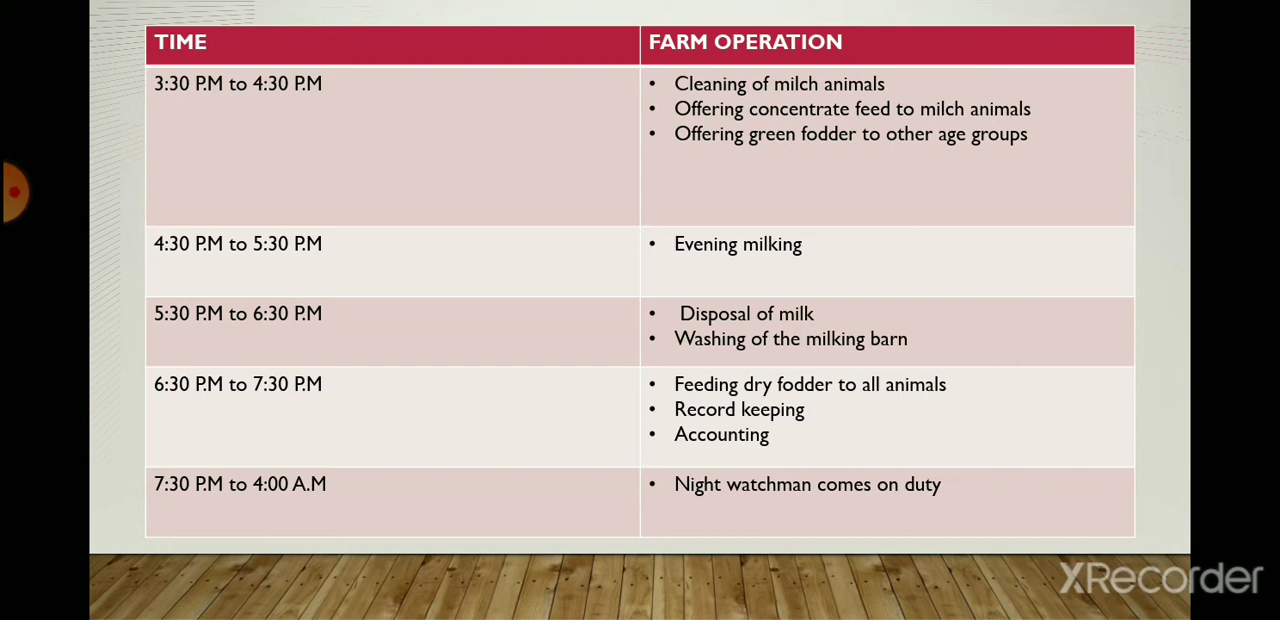 TIME
FARM OPERATION
3:30 P.M to 4:30 P.M
• Cleaning of milch animals
• Offering concentrate feed to milch animals
• Offering green fodder to other age groups
4:30 P.M to 5:30 P.M
• Evening milking
5:30 P.M to 6:30 P.M
• Disposal of milk
• Washing of the milking barn
6:30 P.M to 7:30 P.M
• Feeding dry fodder to all animals
• Record keeping
• Accounting
7:30 P.M to 4:00 A.M
• Night watchman comes on duty
XRecorder